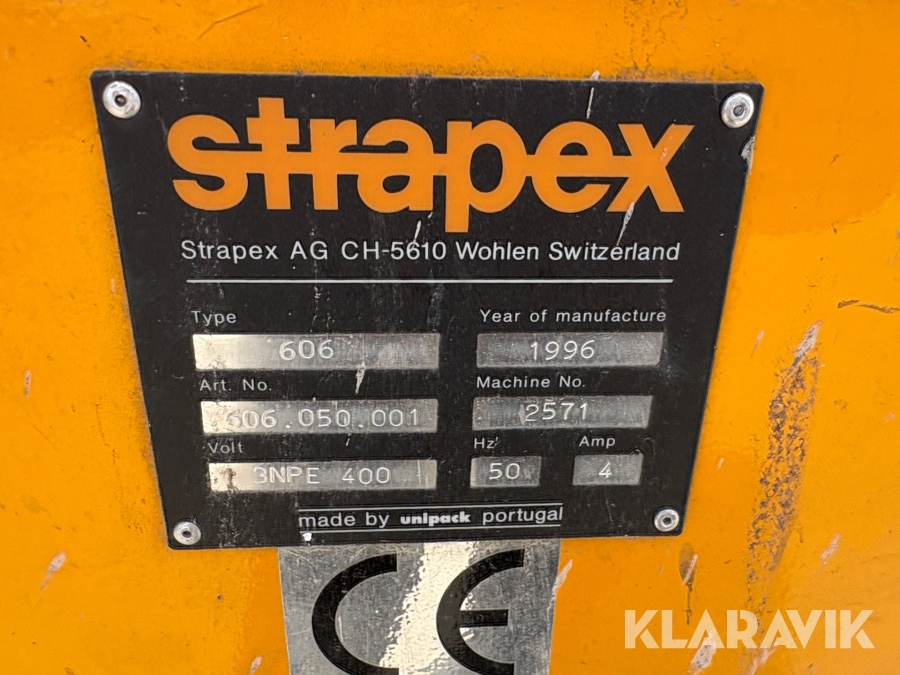 strapex
Strapex AG CH-5610 Wohlen Switzerland
Type
606
Year of manufacture
1996
Art. No.
606.050.001
Machine No.
2571
Volt
3NPE 400
Hz
50
Amp
4
made by unipack portugal
CE
KLARAVIK